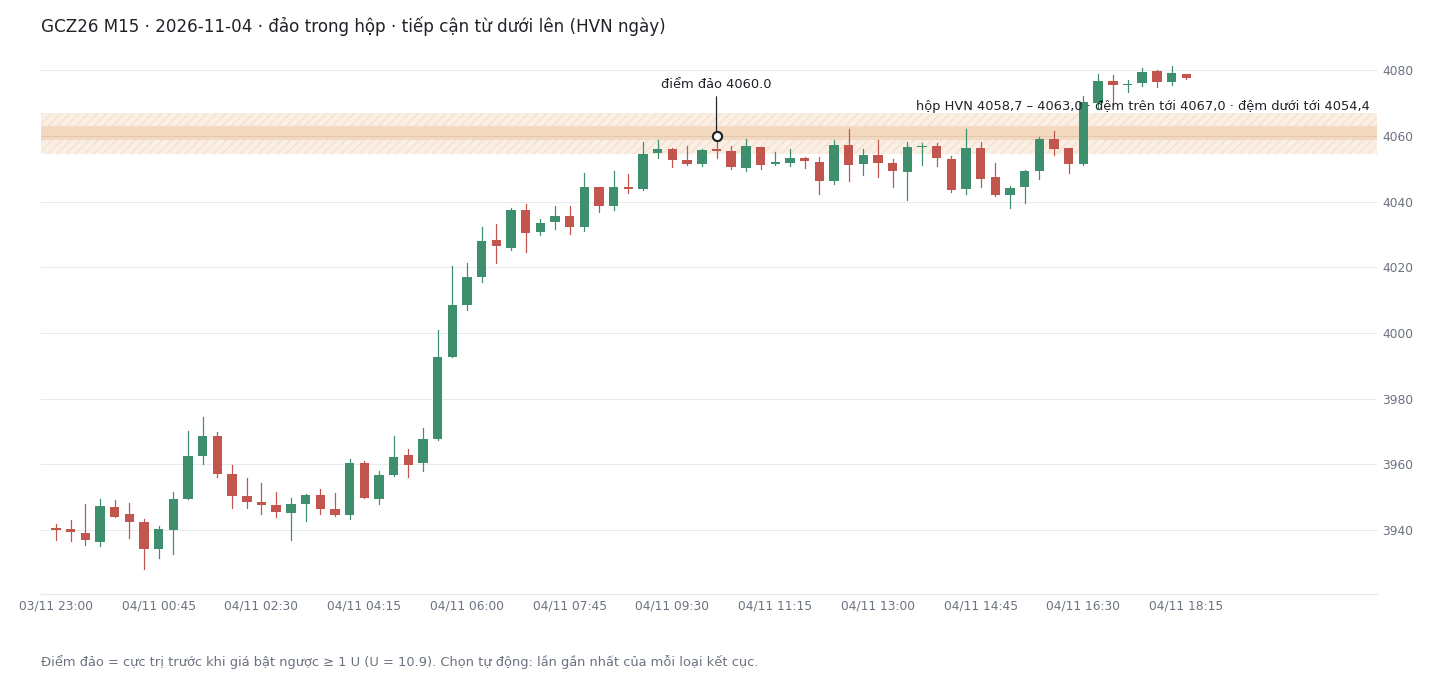 GCZ26 M15 · 2026-11-04 · đảo trong hộp · tiếp cận từ dưới lên (HVN ngày)
điểm đảo 4060.0
hộp HVN 4058,7 – 4063,0 · đệm trên tới 4067,0 · đệm dưới tới 4054,4
4080
4060
4040
4020
4000
3980
3960
3940
03/11 23:00 04/11 00:45 04/11 02:30 04/11 04:15 04/11 06:00 04/11 07:45 04/11 09:30 04/11 11:15 04/11 13:00 04/11 14:45 04/11 16:30 04/11 18:15
Điểm đảo = cực trị trước khi giá bật ngược ≥ 1 U (U = 10.9). Chọn tự động: lần gần nhất của mỗi loại kết cục.